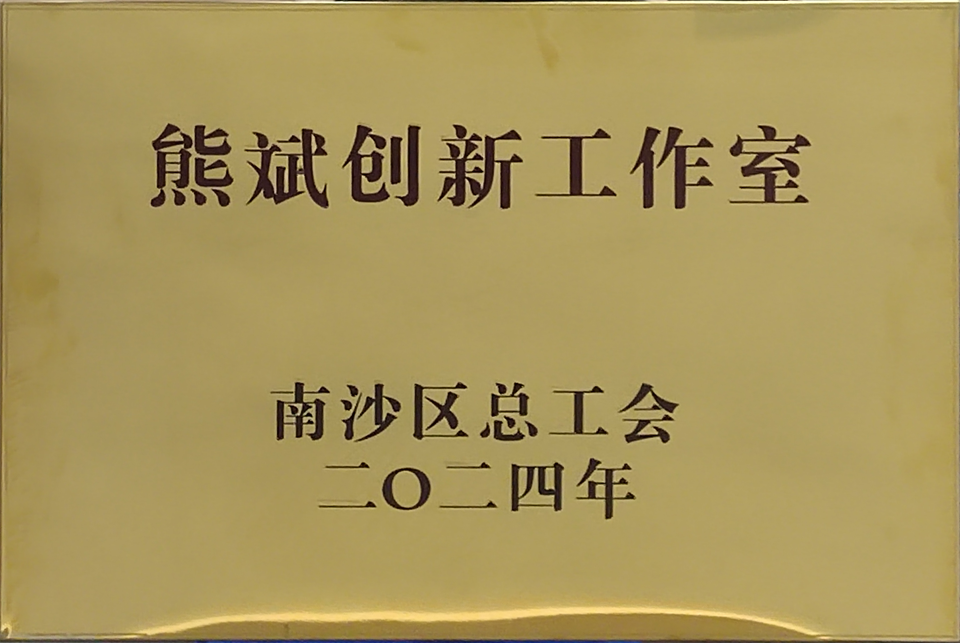 熊斌创新工作室
南沙区总工会
二〇二四年